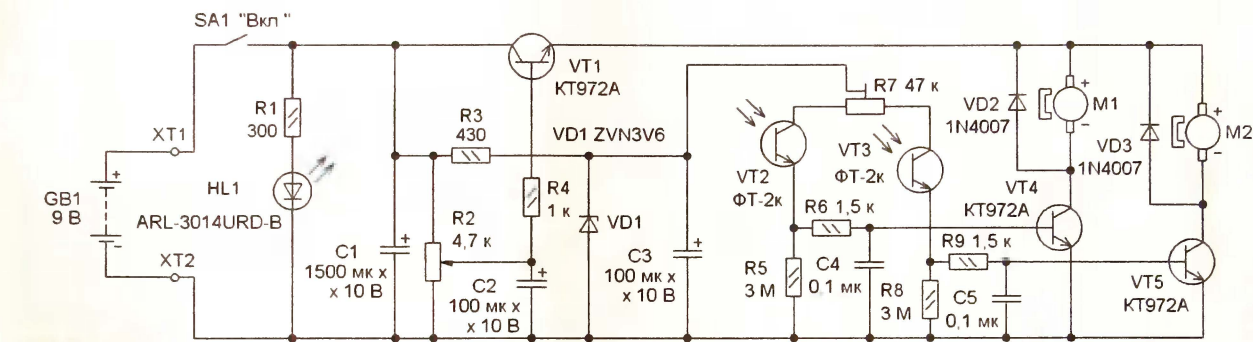 SA1 "Вкл "
VT1
КТ972А
R1
300
R3
430
VD1 ZVN3V6
R7 47 к
VD2
1N4007
M1
VD3
1N4007
M2
XT1
GB1
9 В
XT2
HL1
ARL-3014URD-B
R2
4,7 к
R4
1 к
VD1
C1
1500 мк х
х 10 В
C2
100 мк х
х 10 В
C3
100 мк х
х 10 В
VT2
ФТ-2к
VT3
ФТ-2к
R6 1,5 к
R5
3 М
C4
0,1 мк
R8
3 М
R9 1,5 к
C5
0,1 мк
VT4
КТ972А
VT5
КТ972А